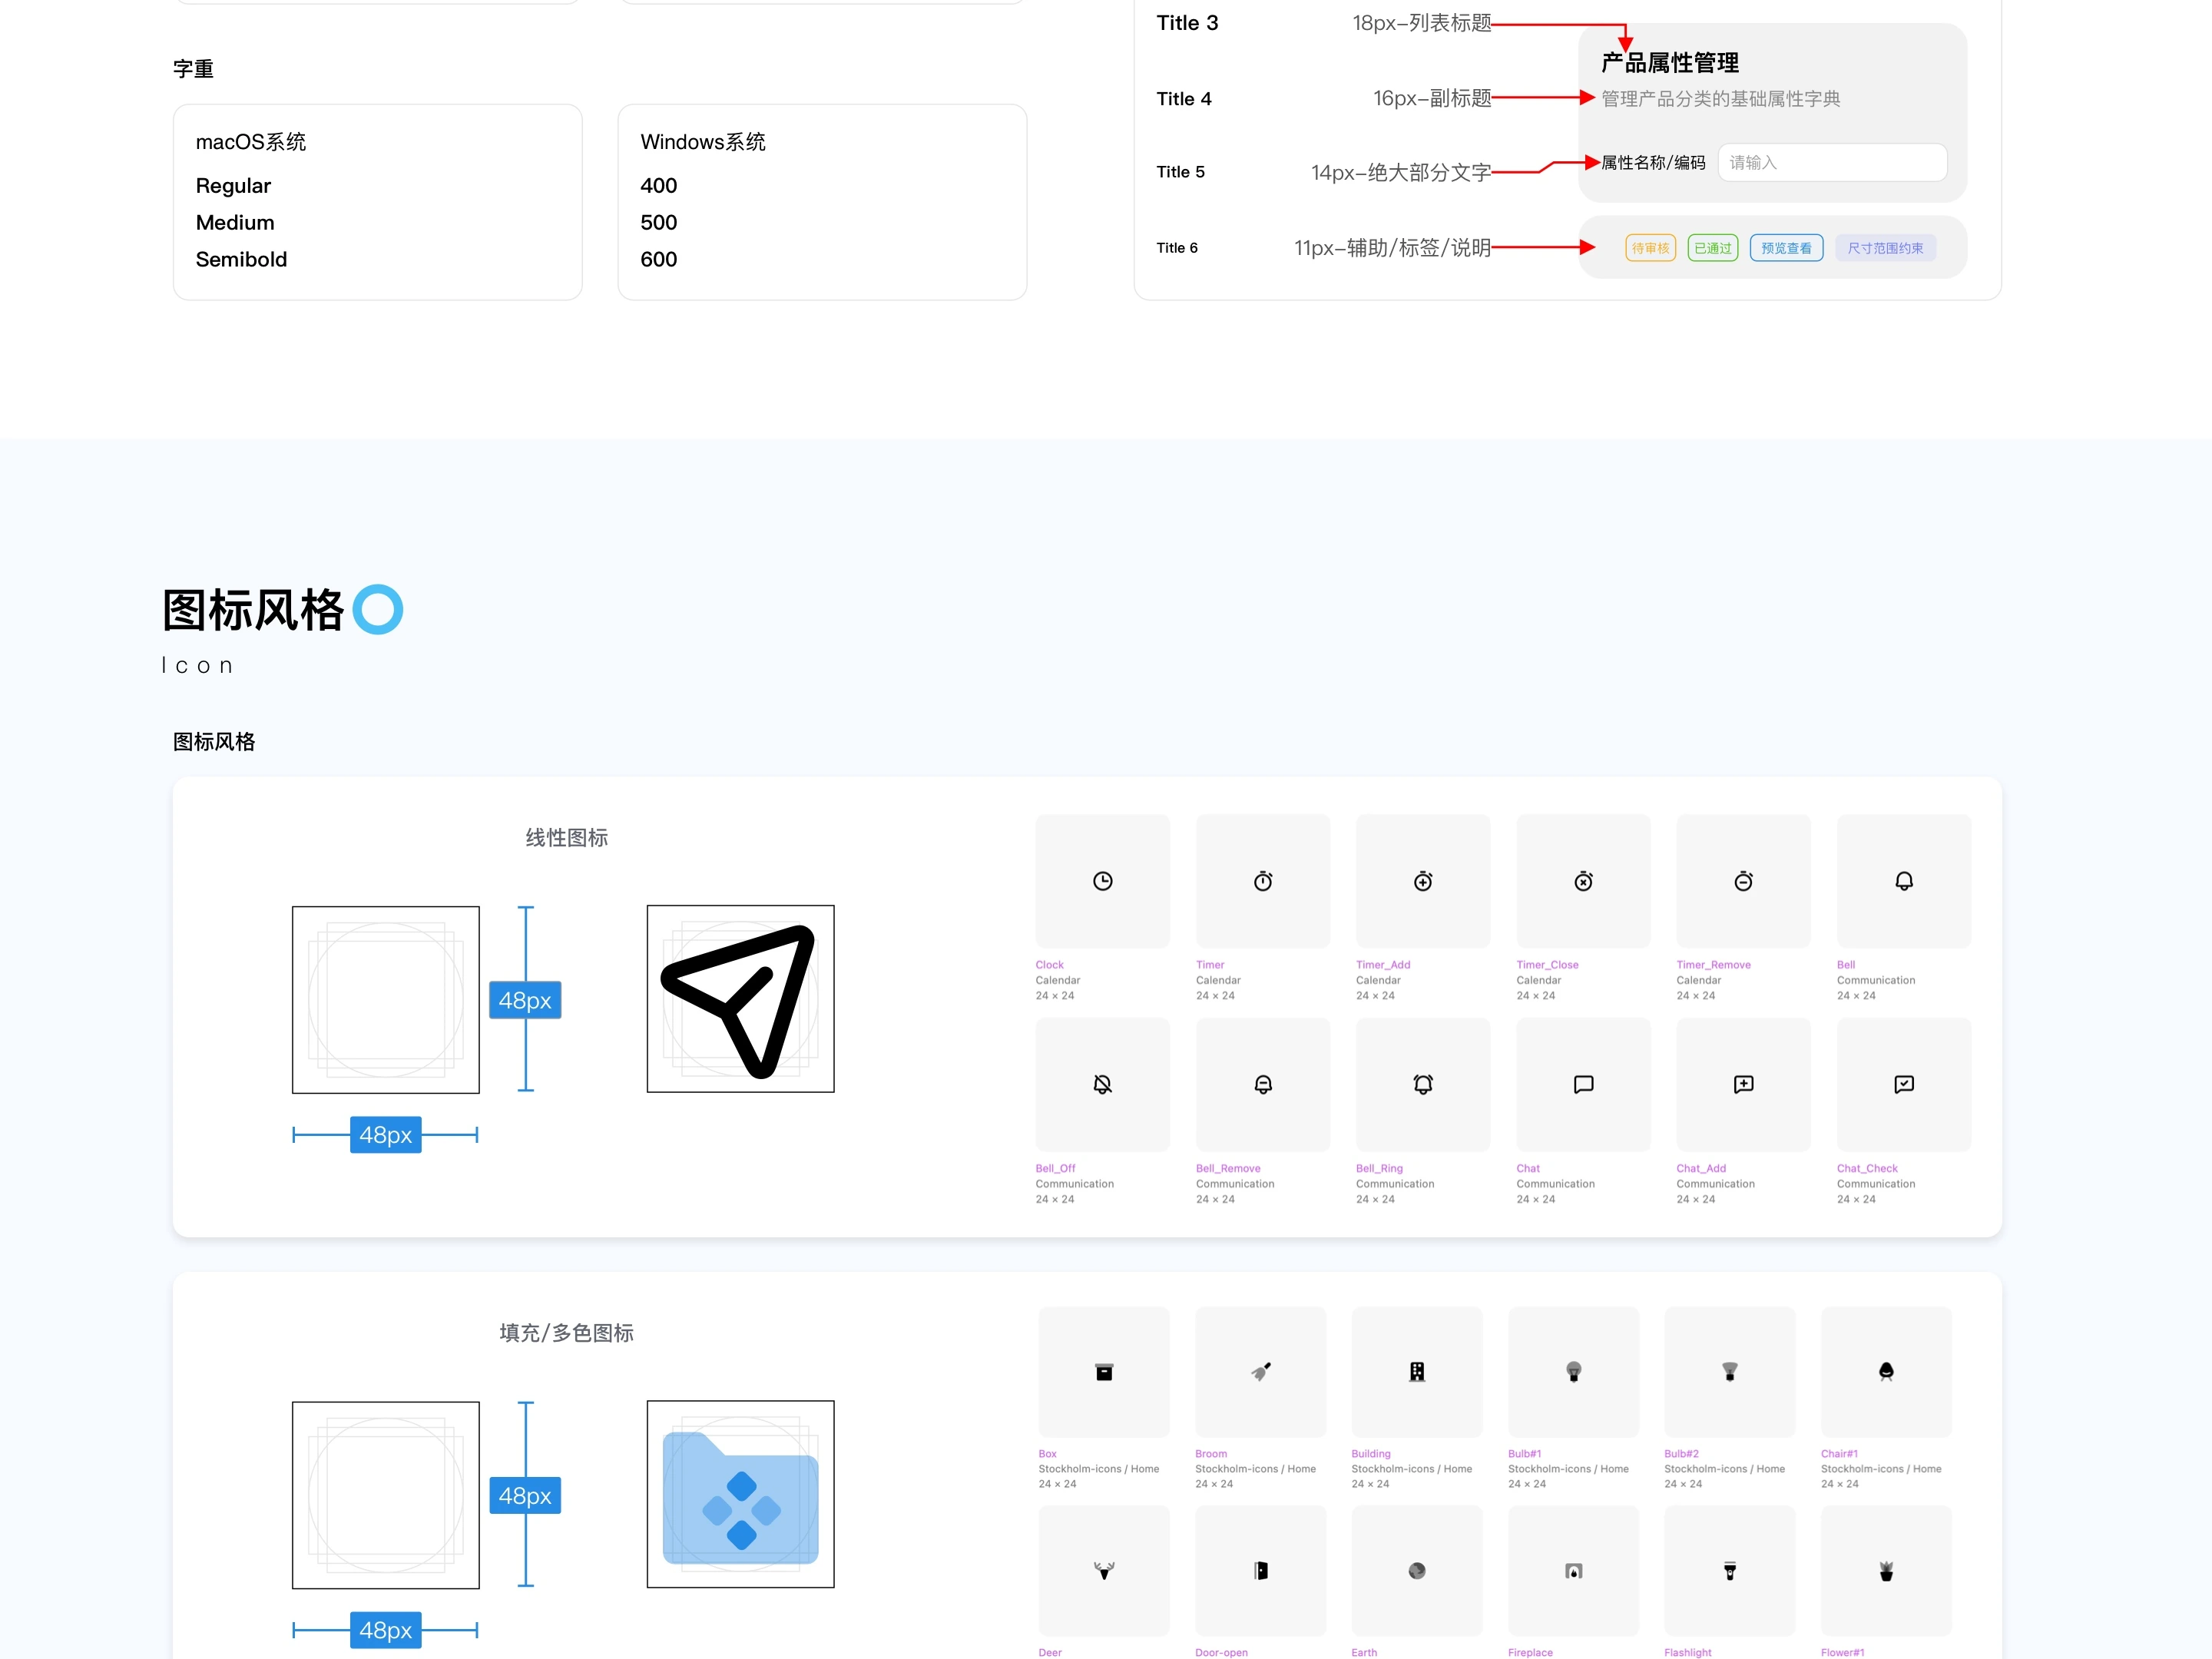 字重
macOS系统
Regular
Medium
Semibold
Windows系统
400
500
600
Title 3
18px–列表标题
Title 4
16px–副标题
Title 5
14px–绝大部分文字
Title 6
11px–辅助/标签/说明
产品属性管理
管理产品分类的基础属性字典
属性名称/编码
请输入
待审核
已通过
预览查看
尺寸范围约束
图标风格
Icon
图标风格
线性图标
48px
48px
Clock
Calendar
24 × 24
Timer
Calendar
24 × 24
Timer_Add
Calendar
24 × 24
Timer_Close
Calendar
24 × 24
Timer_Remove
Calendar
24 × 24
Bell
Communication
24 × 24
Bell_Off
Communication
24 × 24
Bell_Remove
Communication
24 × 24
Bell_Ring
Communication
24 × 24
Chat
Communication
24 × 24
Chat_Add
Communication
24 × 24
Chat_Check
Communication
24 × 24
填充/多色图标
48px
48px
Box
Stockholm-icons / Home
24 × 24
Broom
Stockholm-icons / Home
24 × 24
Building
Stockholm-icons / Home
24 × 24
Bulb#1
Stockholm-icons / Home
24 × 24
Bulb#2
Stockholm-icons / Home
24 × 24
Chair#1
Stockholm-icons / Home
24 × 24
Deer
Door-open
Earth
Fireplace
Flashlight
Flower#1